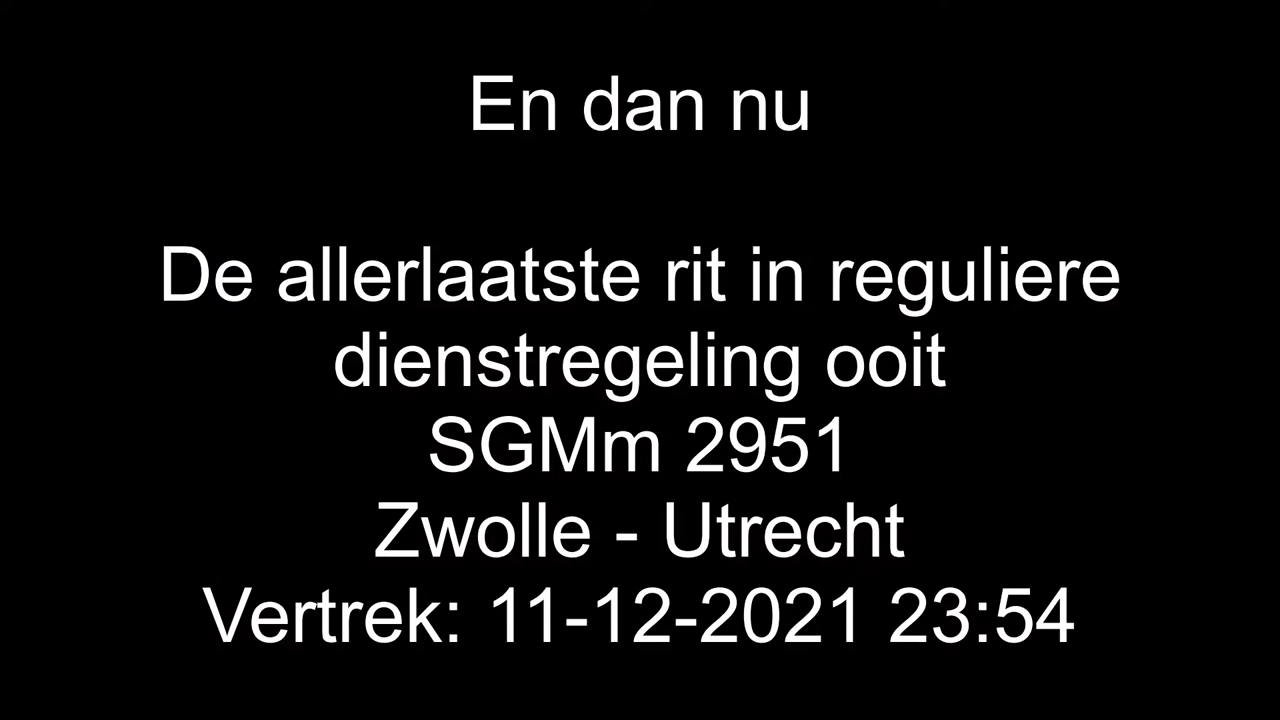 En dan nu
De allerlaatste rit in reguliere
dienstregeling ooit
SGMm 2951
Zwolle - Utrecht
Vertrek: 11-12-2021 23:54